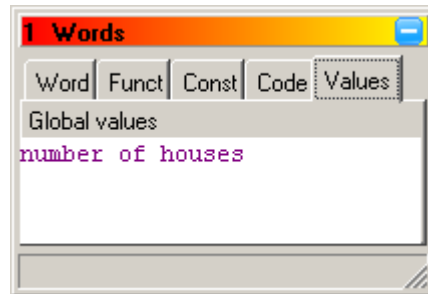 1 Words
Word Funct Const Code Values
Global values
number of houses